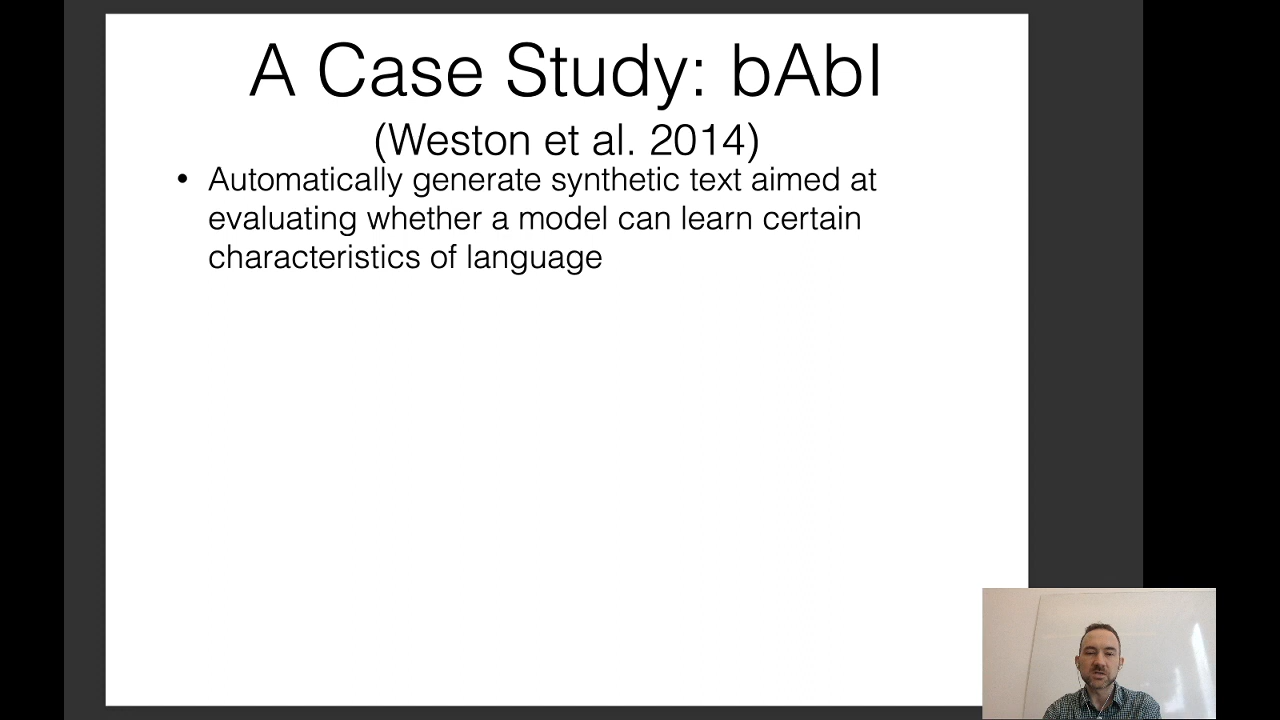 A Case Study: bAbI
(Weston et al. 2014)
• Automatically generate synthetic text aimed at
evaluating whether a model can learn certain
characteristics of language